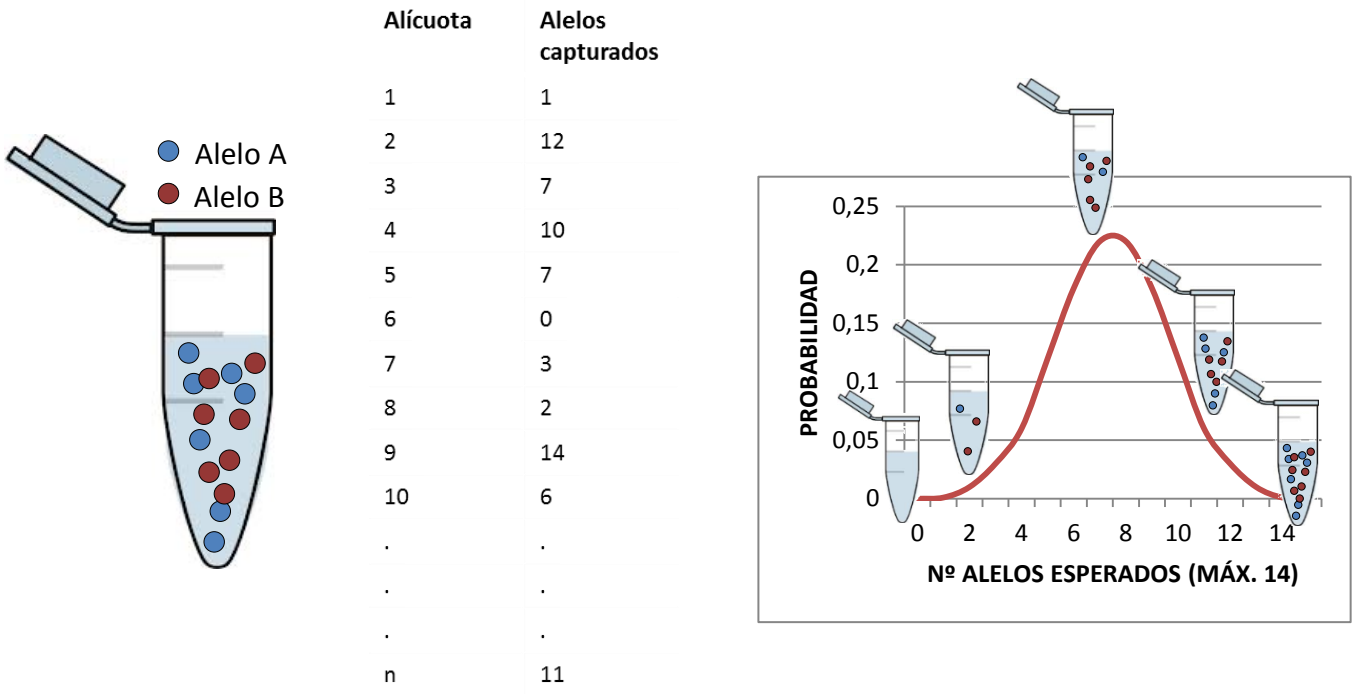 Alelo A
Alelo B
Alícuota Alelos
capturados
1 1
2 12
3 7
4 10
5 7
6 0
7 3
8 2
9 14
10 6
. .
. .
. .
n 11
PROBABILIDAD
0,25
0,2
0,15
0,1
0,05
0
0 2 4 6 8 10 12 14
Nº ALELOS ESPERADOS (MÁX. 14)